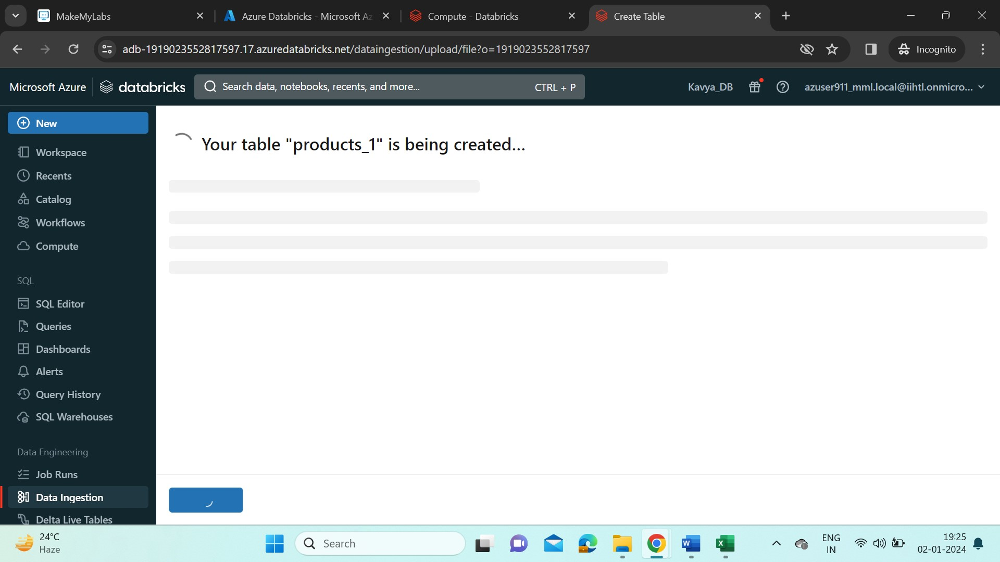 MakeMyLabs
Azure Databricks - Microsoft Az
Compute - Databricks
Create Table
adb-1919023552817597.17.azuredatabricks.net/dataingestion/upload/file?o=1919023552817597
Incognito
Microsoft Azure
databricks
Search data, notebooks, recents, and more...
CTRL + P
Kavya_DB
azuser911_mml.local@iihtl.onmicro...
New
Workspace
Recents
Catalog
Workflows
Compute
SQL
SQL Editor
Queries
Dashboards
Alerts
Query History
SQL Warehouses
Data Engineering
Job Runs
Data Ingestion
Delta Live Tables
Your table "products_1" is being created...
24°C
Haze
Search
ENG
IN
19:25
02-01-2024